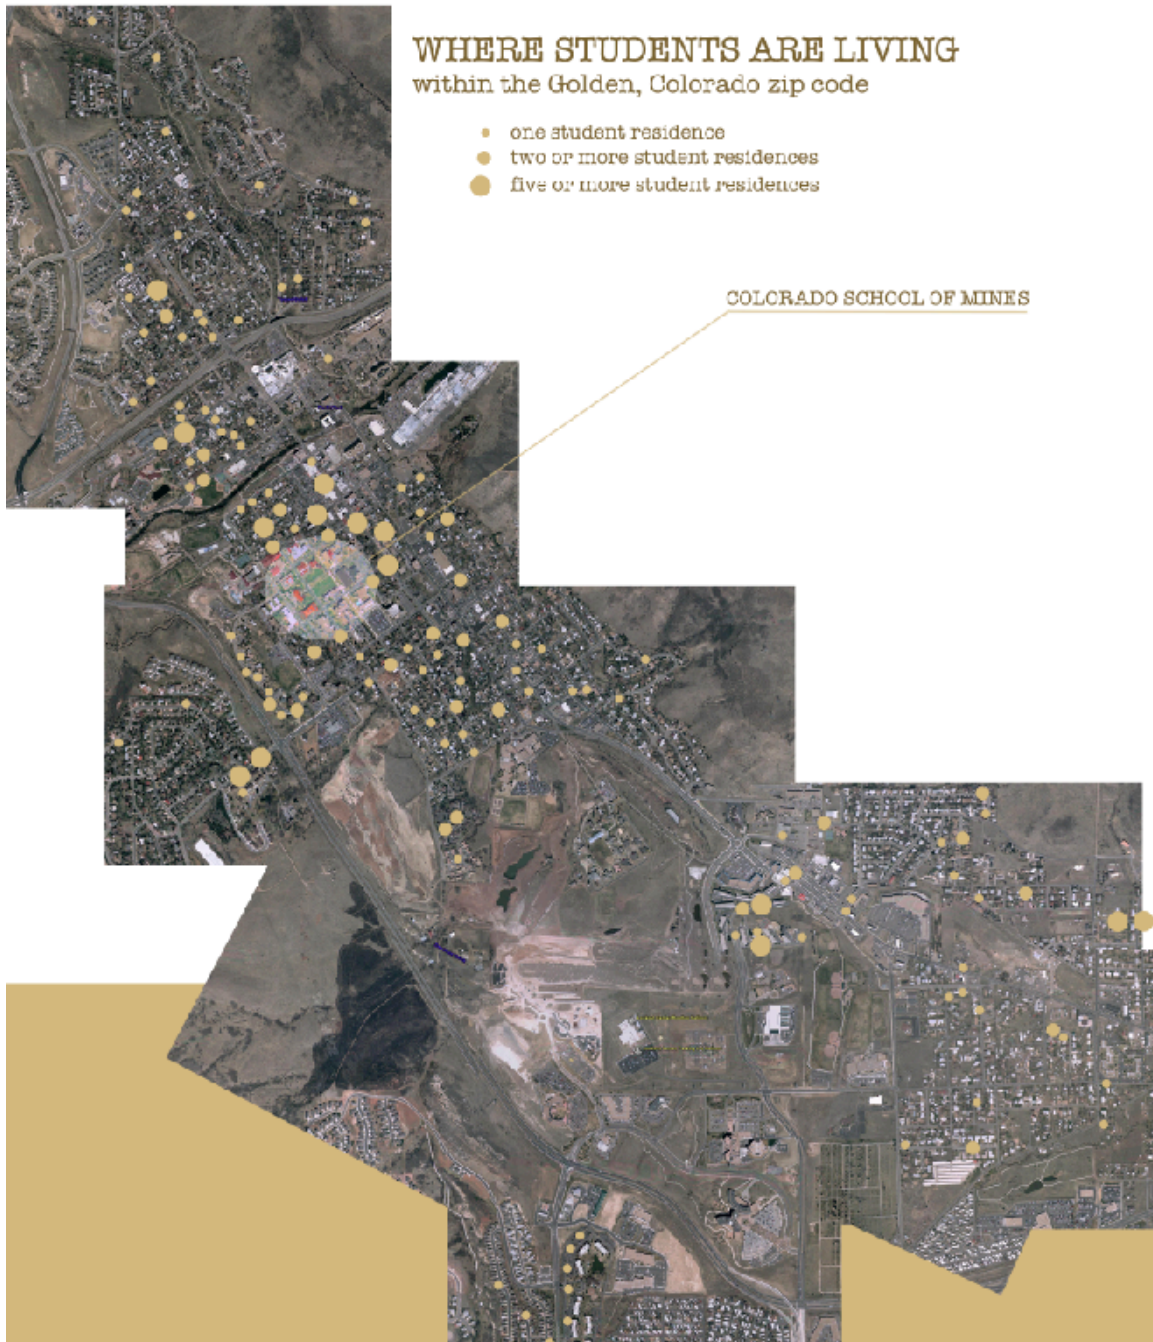 WHERE STUDENTS ARE LIVING
within the Golden, Colorado zip code
one student residence
two or more student residences
five or more student residences
COLORADO SCHOOL OF MINES